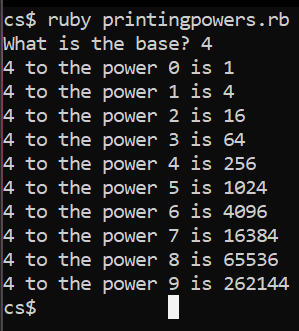 cs$ ruby printingpowers.rb
What is the base? 4
4 to the power 0 is 1
4 to the power 1 is 4
4 to the power 2 is 16
4 to the power 3 is 64
4 to the power 4 is 256
4 to the power 5 is 1024
4 to the power 6 is 4096
4 to the power 7 is 16384
4 to the power 8 is 65536
4 to the power 9 is 262144
cs$